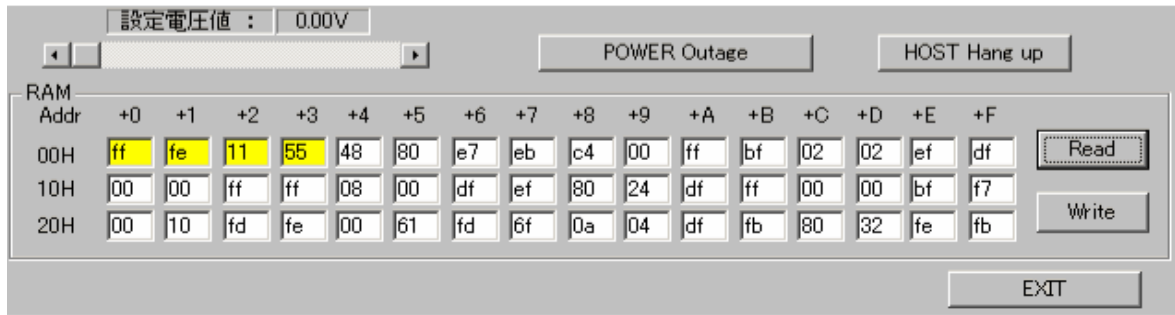 設定電圧値 : 0.00V
POWER Outage HOST Hang up
RAM
Addr +0 +1 +2 +3 +4 +5 +6 +7 +8 +9 +A +B +C +D +E +F
00H ff fe 11 55 48 80 e7 eb c4 00 ff bf 02 02 ef df Read
10H 00 00 ff ff 08 00 df ef 80 24 df ff 00 00 bf f7
Write
20H 00 10 fd fe 00 61 fd 6f 0a 04 df fb 80 32 fe fb
EXIT